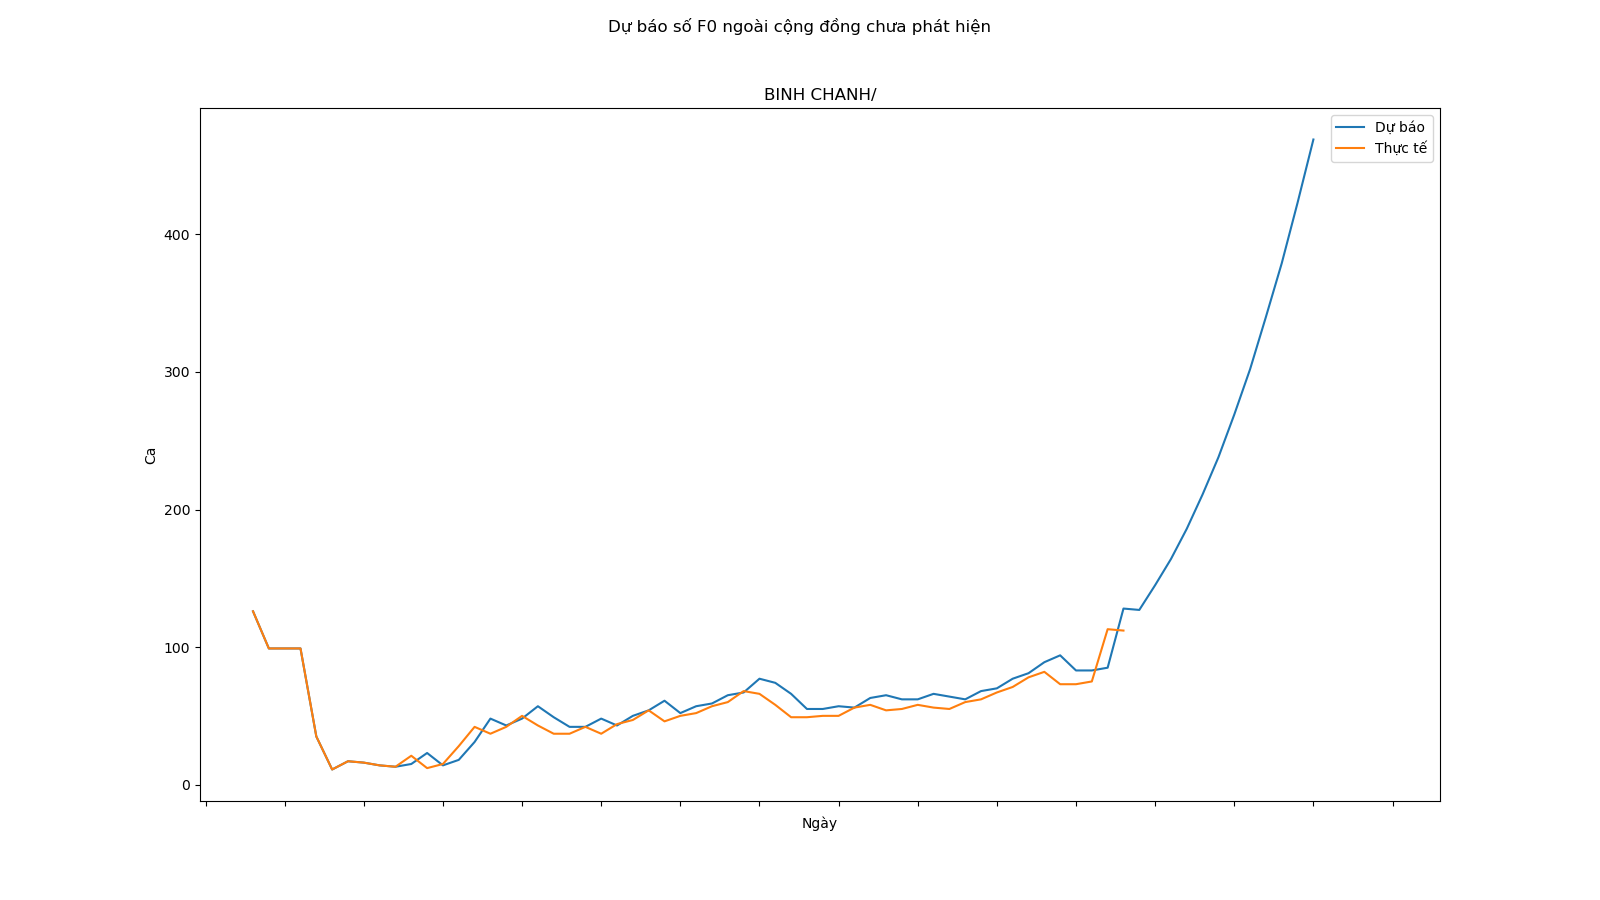 Dự báo số F0 ngoài cộng đồng chưa phát hiện
BINH CHANH/
Dự báo
Thực tế
400
300
200
100
0
Ca
Ngày